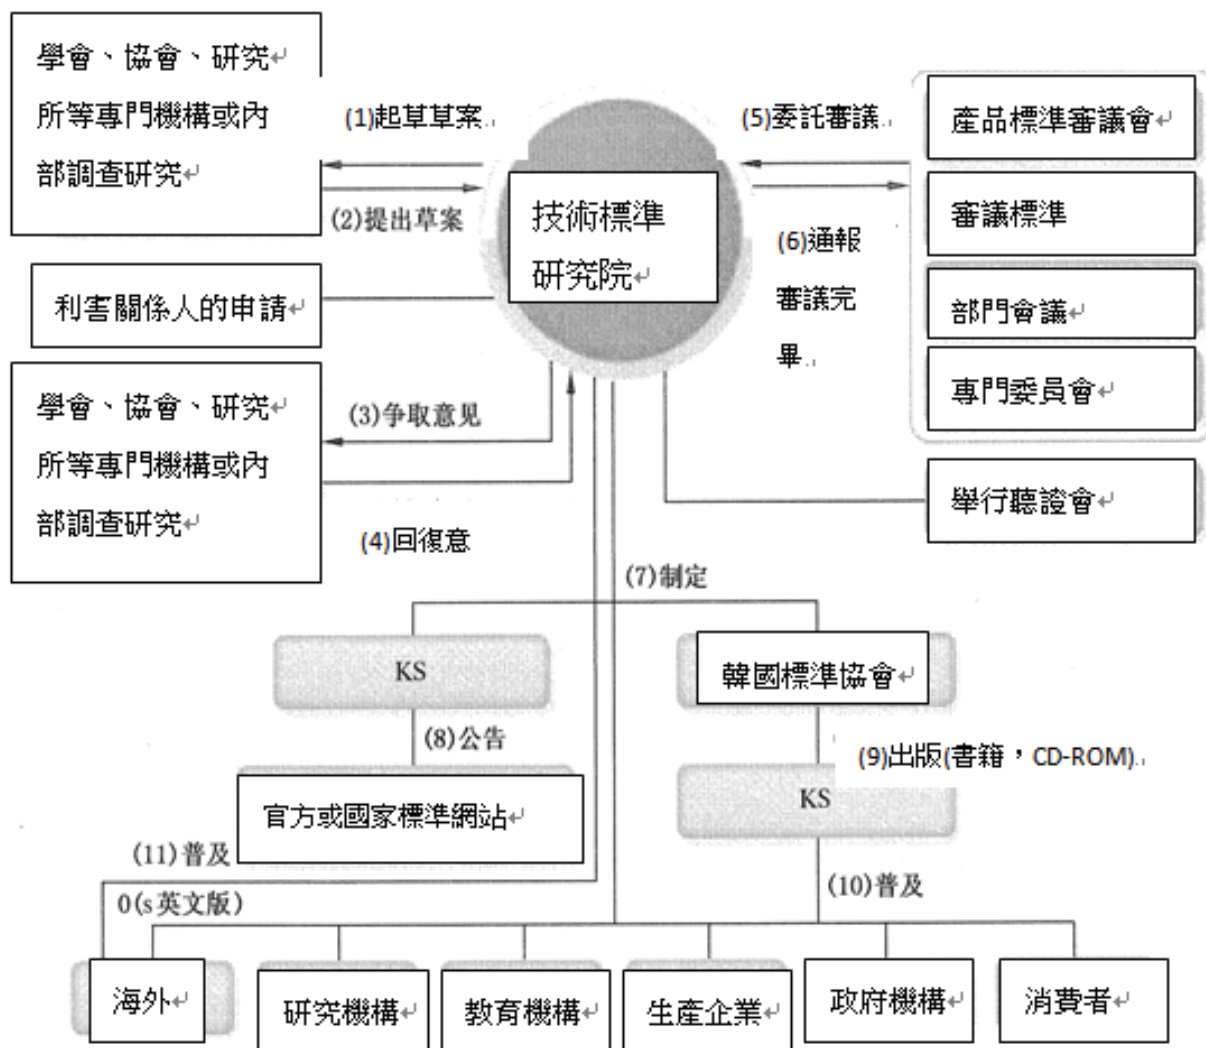 學會、協會、研究
所等專門機構或內
部調查研究
(1)起草草案
(2)提出草案
利害關係人的申請
學會、協會、研究
所等專門機構或內
部調查研究
(3)争取意见
(4)回復意
技術標準
研究院
(5)委託審議
(6)通報
審議完
畢
產品標準審議會
審議標準
部門會議
專門委員會
舉行聽證會
(7)制定
KS
韓國標準協會
(8)公告
(9)出版(書籍，CD-ROM)
官方或國家標準網站
KS
(11)普及
0(s英文版)
(10)普及
海外
研究機構
教育機構
生產企業
政府機構
消費者